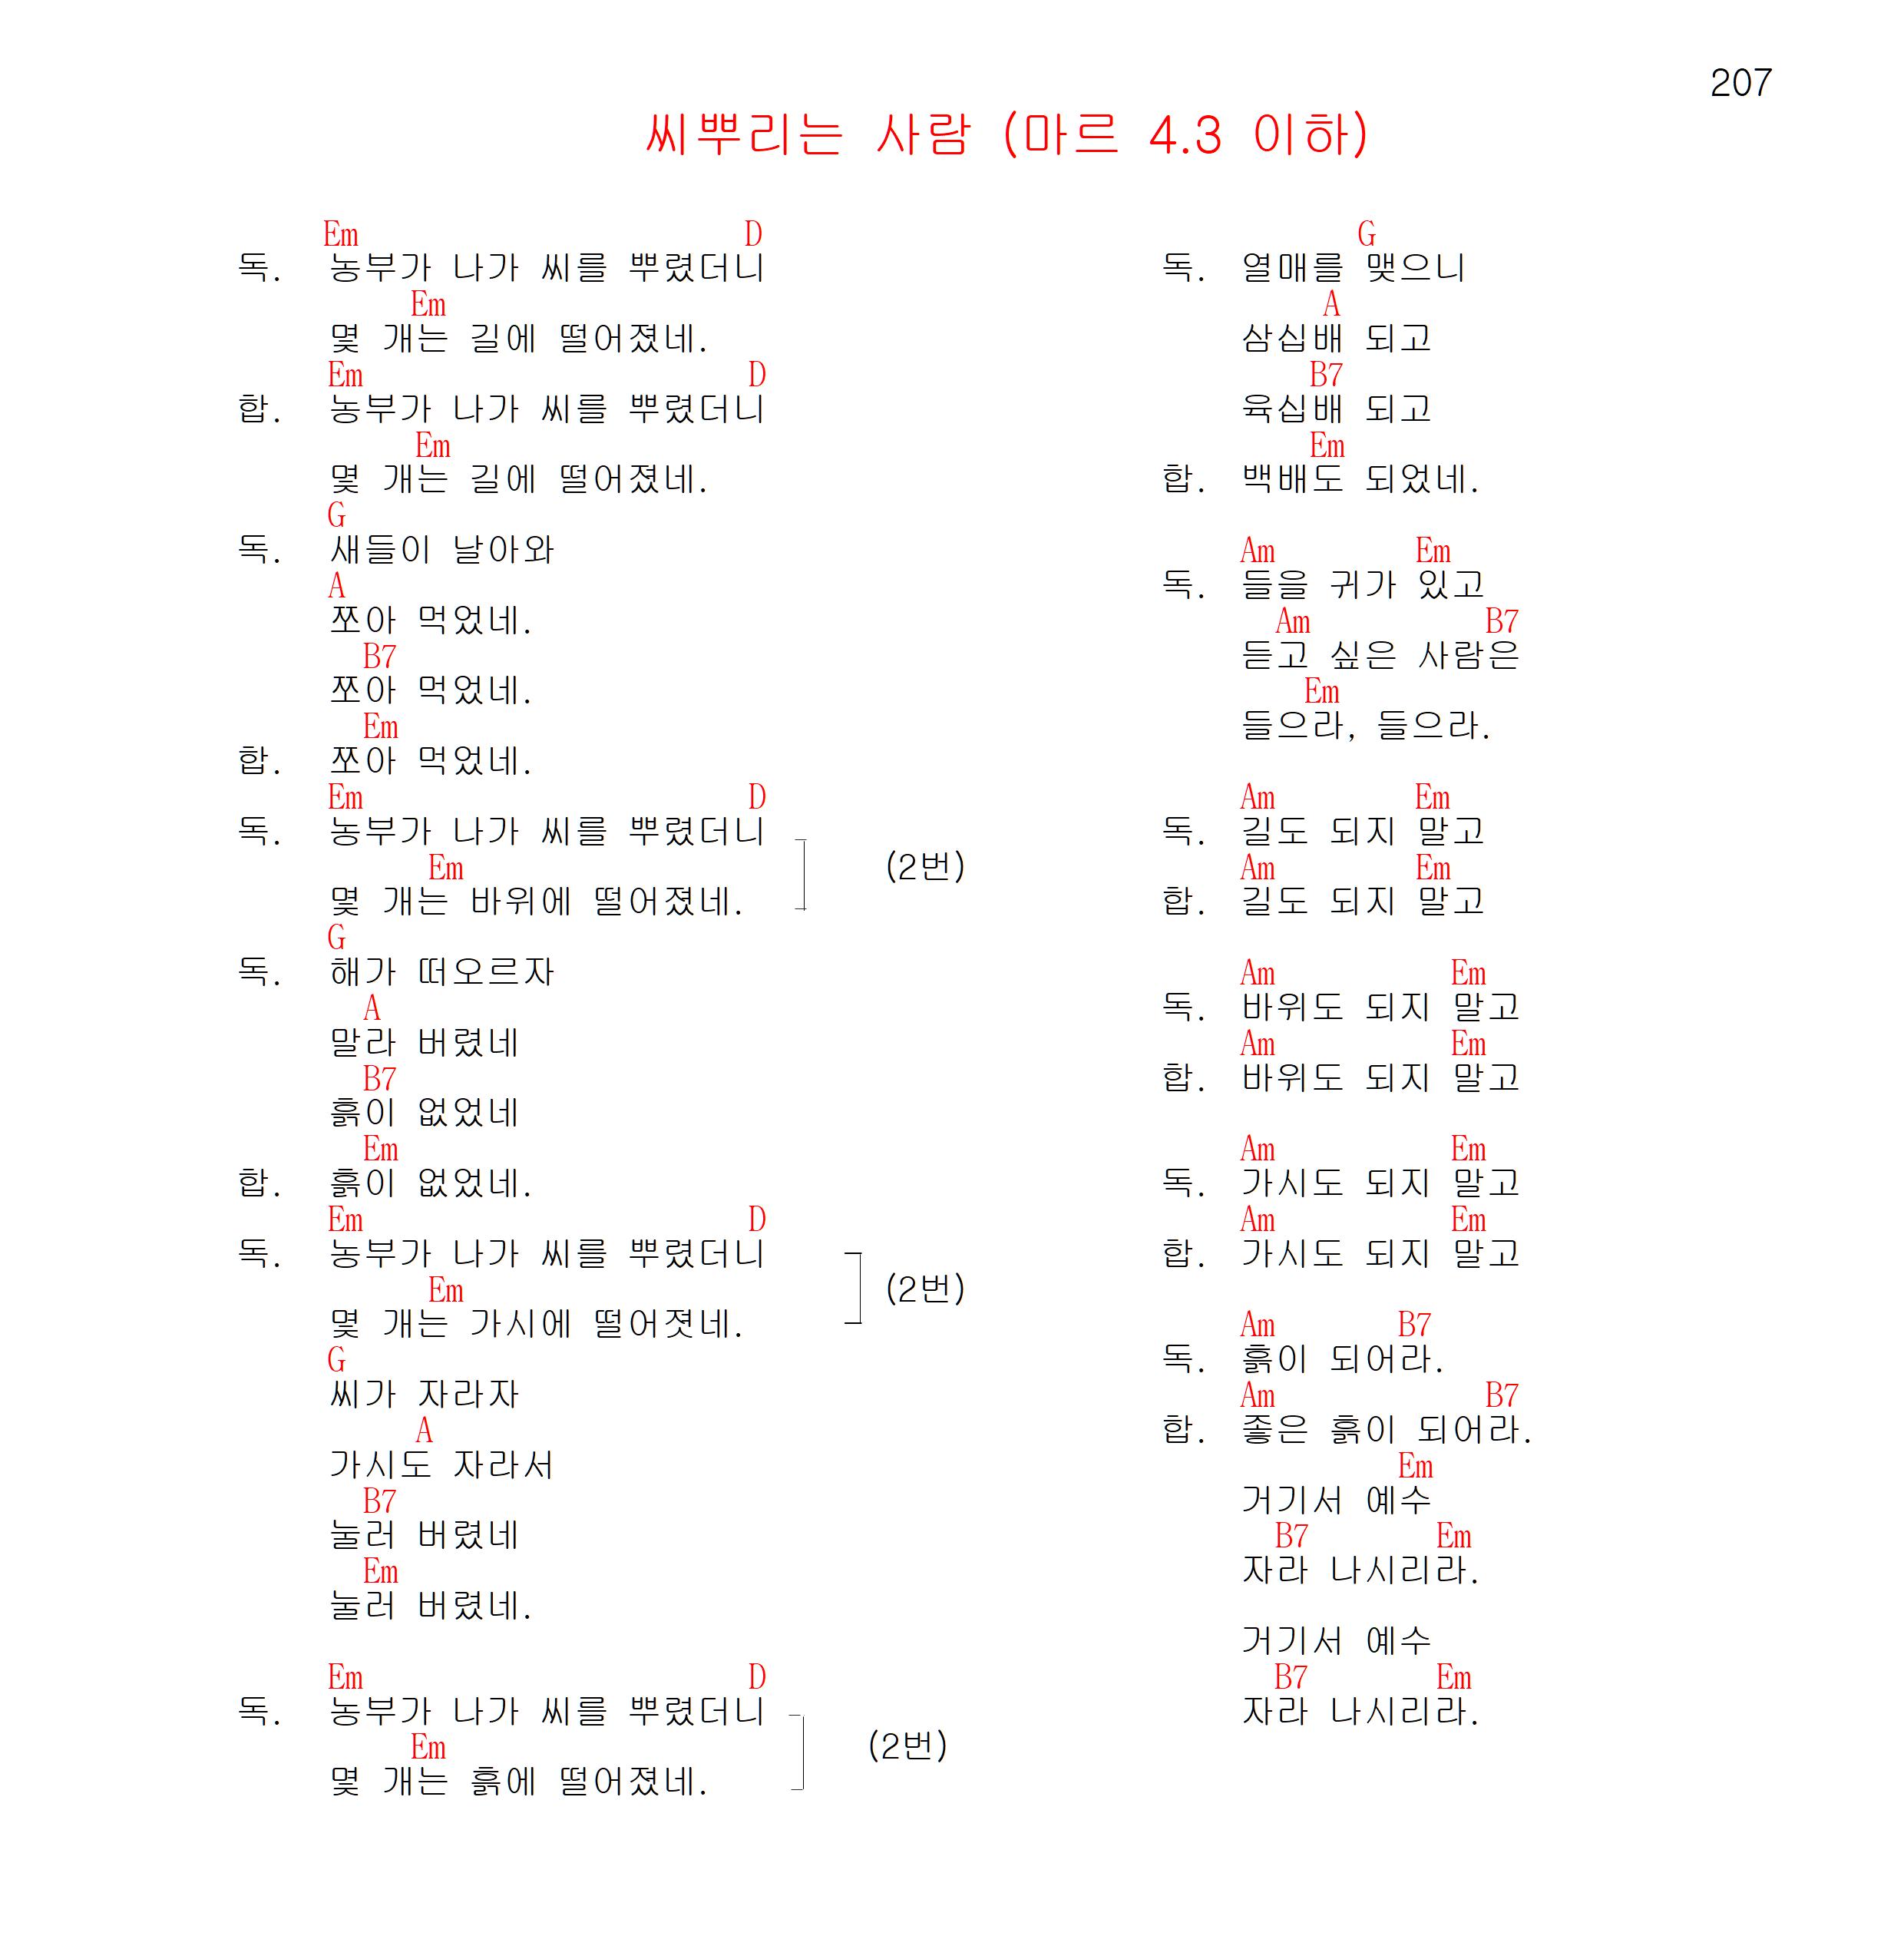 207
씨뿌리는 사람 (마르 4.3 이하)
Em D
독. 농부가 나가 씨를 뿌렸더니
Em
몇 개는 길에 떨어졌네.
Em D
합. 농부가 나가 씨를 뿌렸더니
Em
몇 개는 길에 떨어졌네.
G
독. 새들이 날아와
A
쪼아 먹었네.
B7
쪼아 먹었네.
Em
합. 쪼아 먹었네.
Em D
독. 농부가 나가 씨를 뿌렸더니
(2번)
Em
몇 개는 바위에 떨어졌네.
G
독. 해가 떠오르자
A
말라 버렸네
B7
흙이 없었네
Em
합. 흙이 없었네.
Em D
독. 농부가 나가 씨를 뿌렸더니
(2번)
Em
몇 개는 가시에 떨어졋네.
G
씨가 자라자
A
가시도 자라서
B7
눌러 버렸네
Em
눌러 버렸네.
Em D
독. 농부가 나가 씨를 뿌렸더니
(2번)
Em
몇 개는 흙에 떨어졌네.
G
독. 열매를 맺으니
A
삼십배 되고
B7
육십배 되고
Em
합. 백배도 되었네.
Am Em
독. 들을 귀가 있고
Am B7
듣고 싶은 사람은
Em
들으라, 들으라.
Am Em
독. 길도 되지 말고
Am Em
합. 길도 되지 말고
Am Em
독. 바위도 되지 말고
Am Em
합. 바위도 되지 말고
Am Em
독. 가시도 되지 말고
Am Em
합. 가시도 되지 말고
Am B7
독. 흙이 되어라.
Am B7
합. 좋은 흙이 되어라.
Em
거기서 예수
B7 Em
자라 나시리라.
거기서 예수
B7 Em
자라 나시리라.